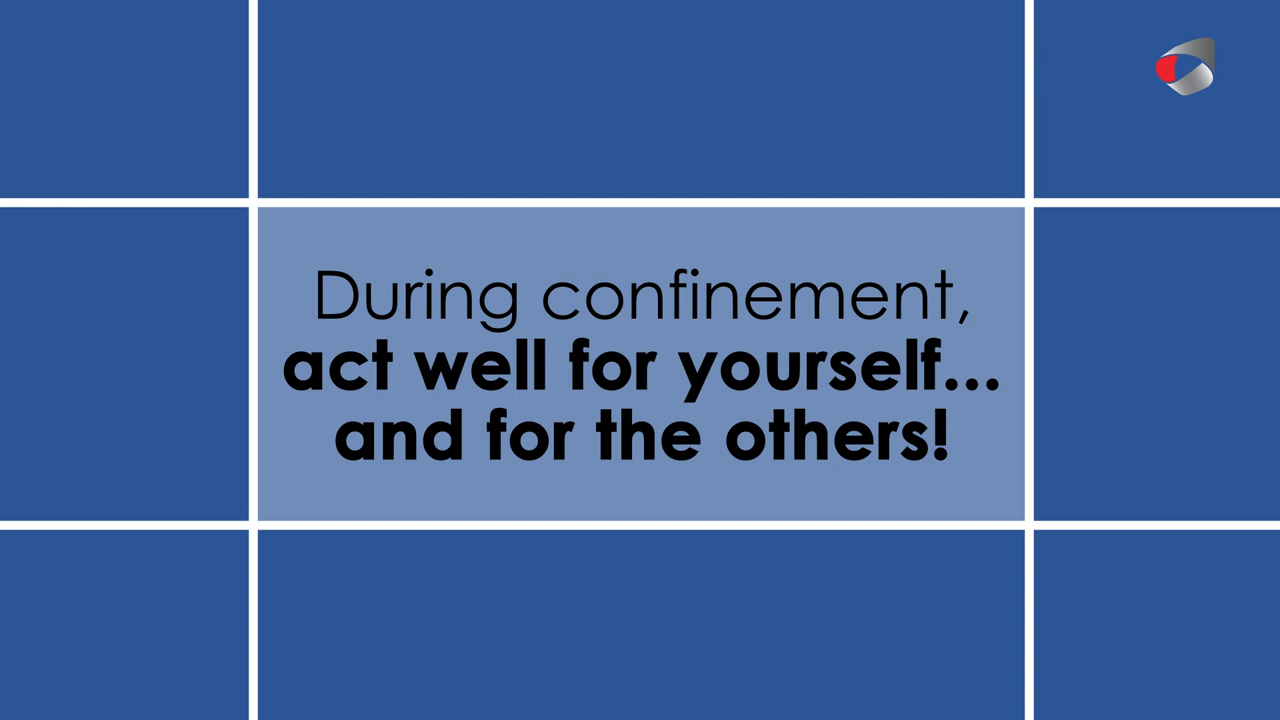 During confinement,
act well for yourself...
and for the others!